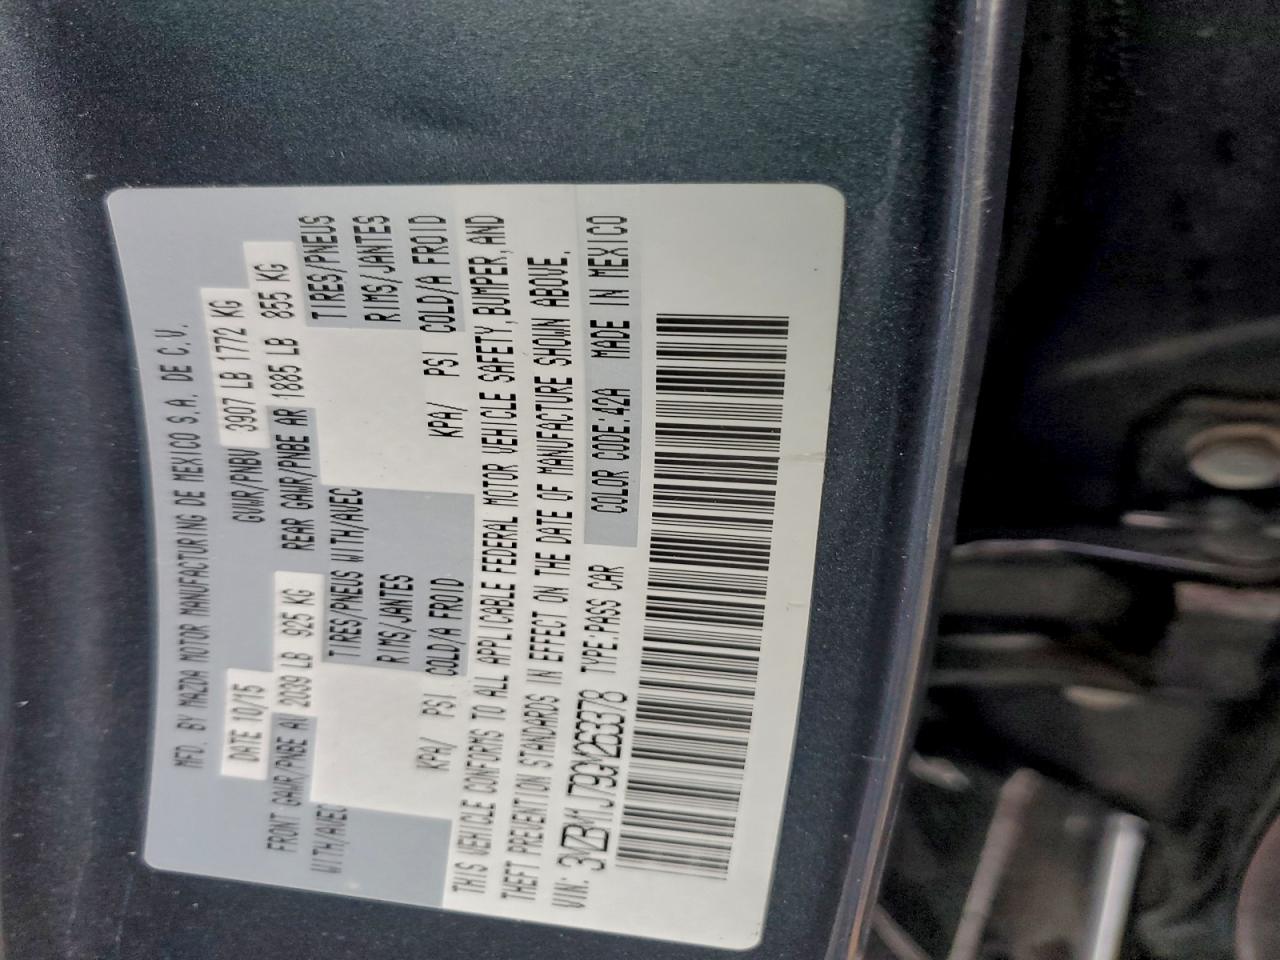 MFD. BY MAZDA MOTOR MANUFACTURING DE MEXICO S.A. DE C.V.
DATE 10/15 GVWR/PNBV 3907 LB 1772 KG
FRONT GAWR/PNBE AV 2039 LB 925 KG REAR GAWR/PNBE AR 1885 LB 855 KG
WITH/AVEC TIRES/PNEUS WITH/AVEC TIRES/PNEUS
RIMS/JANTES RIMS/JANTES
KPA/ PSI COLD/A FROID KPA/ PSI COLD/A FROID
THIS VEHICLE CONFORMS TO ALL APPLICABLE FEDERAL MOTOR VEHICLE SAFETY, BUMPER, AND
THEFT PREVENTION STANDARDS IN EFFECT ON THE DATE OF MANUFACTURE SHOWN ABOVE.
VIN: 3MZBM1J79GM263378 TYPE:PASS CAR COLOR CODE:42A MADE IN MEXICO